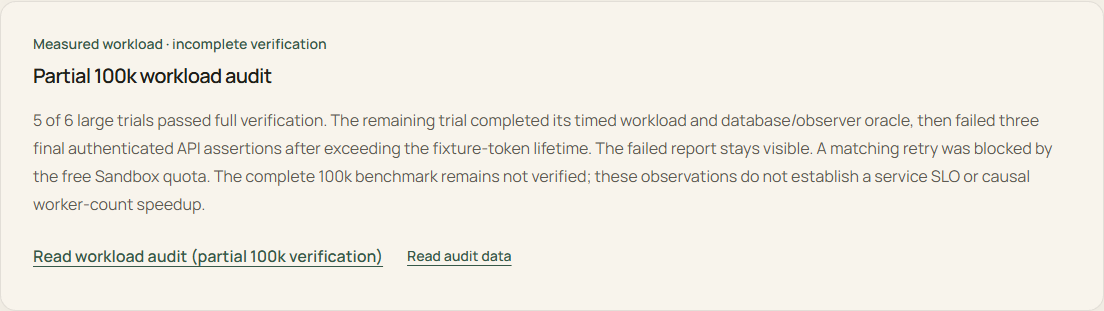 Measured workload · incomplete verification
Partial 100k workload audit
5 of 6 large trials passed full verification. The remaining trial completed its timed workload and database/observer oracle, then failed three
final authenticated API assertions after exceeding the fixture-token lifetime. The failed report stays visible. A matching retry was blocked by
the free Sandbox quota. The complete 100k benchmark remains not verified; these observations do not establish a service SLO or causal
worker-count speedup.
Read workload audit (partial 100k verification) Read audit data